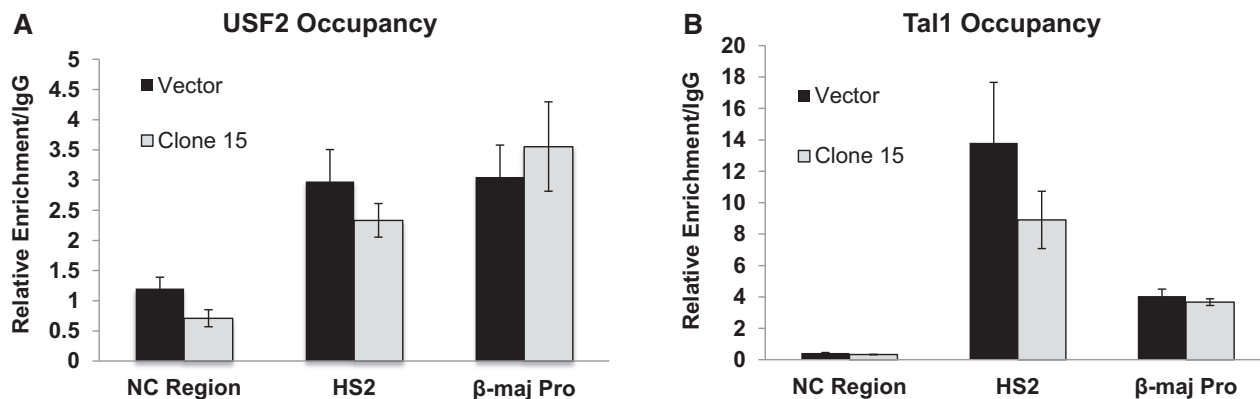 A
USF2 Occupancy
Relative Enrichment/IgG
5
4.5
4
3.5
3
2.5
2
1.5
1
0.5
0
Vector
Clone 15
NC Region HS2 β-maj Pro
B
Tal1 Occupancy
Relative Enrichment/IgG
20
18
16
14
12
10
8
6
4
2
0
Vector
Clone 15
NC Region HS2 β-maj Pro